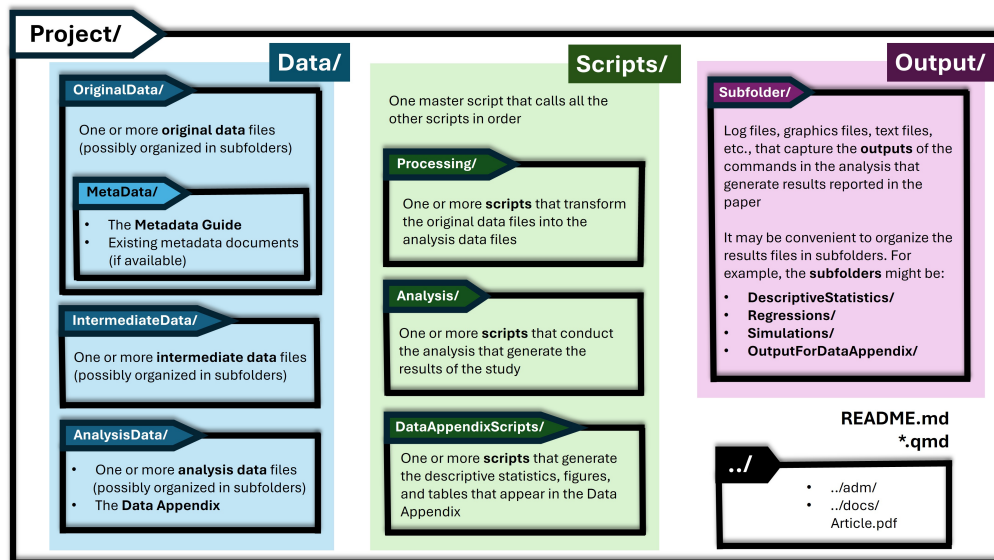 Project/
Data/
OriginalData/
One or more original data files
(possibly organized in subfolders)
MetaData/
• The Metadata Guide
• Existing metadata documents
(if available)
IntermediateData/
One or more intermediate data files
(possibly organized in subfolders)
AnalysisData/
• One or more analysis data files
(possibly organized in subfolders)
• The Data Appendix
Scripts/
One master script that calls all the
other scripts in order
Processing/
One or more scripts that transform
the original data files into the
analysis data files
Analysis/
One or more scripts that conduct
the analysis that generate the
results of the study
DataAppendixScripts/
One or more scripts that generate
the descriptive statistics, figures,
and tables that appear in the Data
Appendix
Output/
Subfolder/
Log files, graphics files, text files,
etc., that capture the outputs of the
commands in the analysis that
generate results reported in the
paper
It may be convenient to organize the
results files in subfolders. For
example, the subfolders might be:
• DescriptiveStatistics/
• Regressions/
• Simulations/
• OutputForDataAppendix/
README.md
*.qmd
../
• ../adm/
• ../docs/
Article.pdf